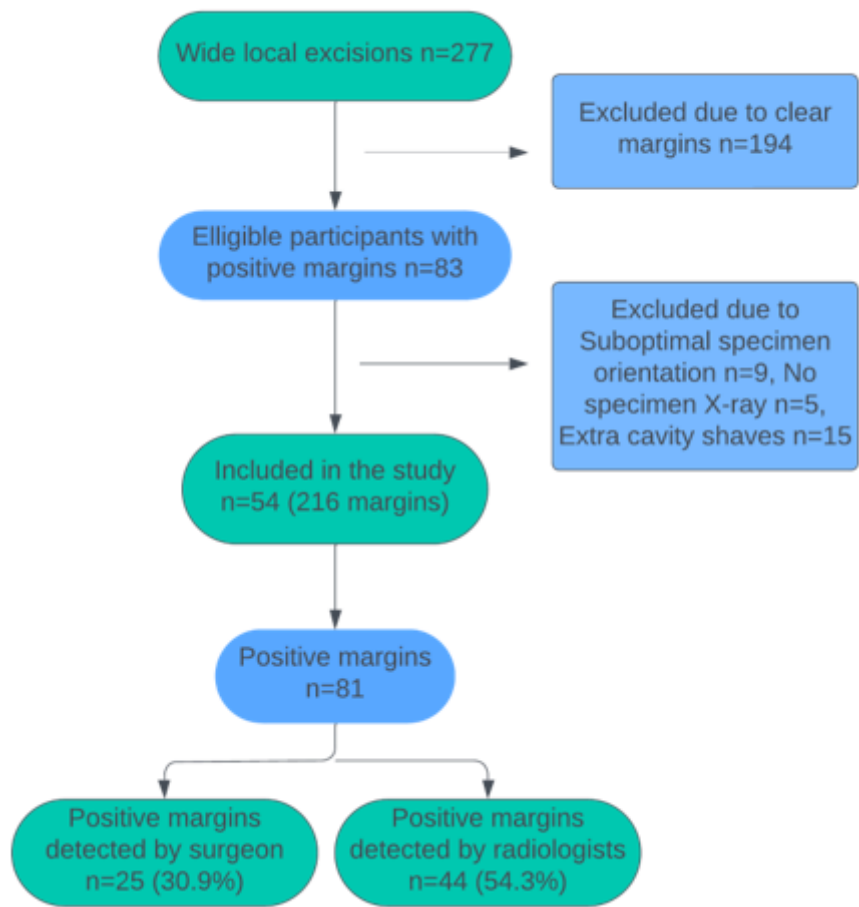 Wide local excisions n=277
Excluded due to clear
margins n=194
Elligible participants with
positive margins n=83
Excluded due to
Suboptimal specimen
orientation n=9, No
specimen X-ray n=5,
Extra cavity shaves n=15
Included in the study
n=54 (216 margins)
Positive margins
n=81
Positive margins
detected by surgeon
n=25 (30.9%)
Positive margins
detected by radiologists
n=44 (54.3%)